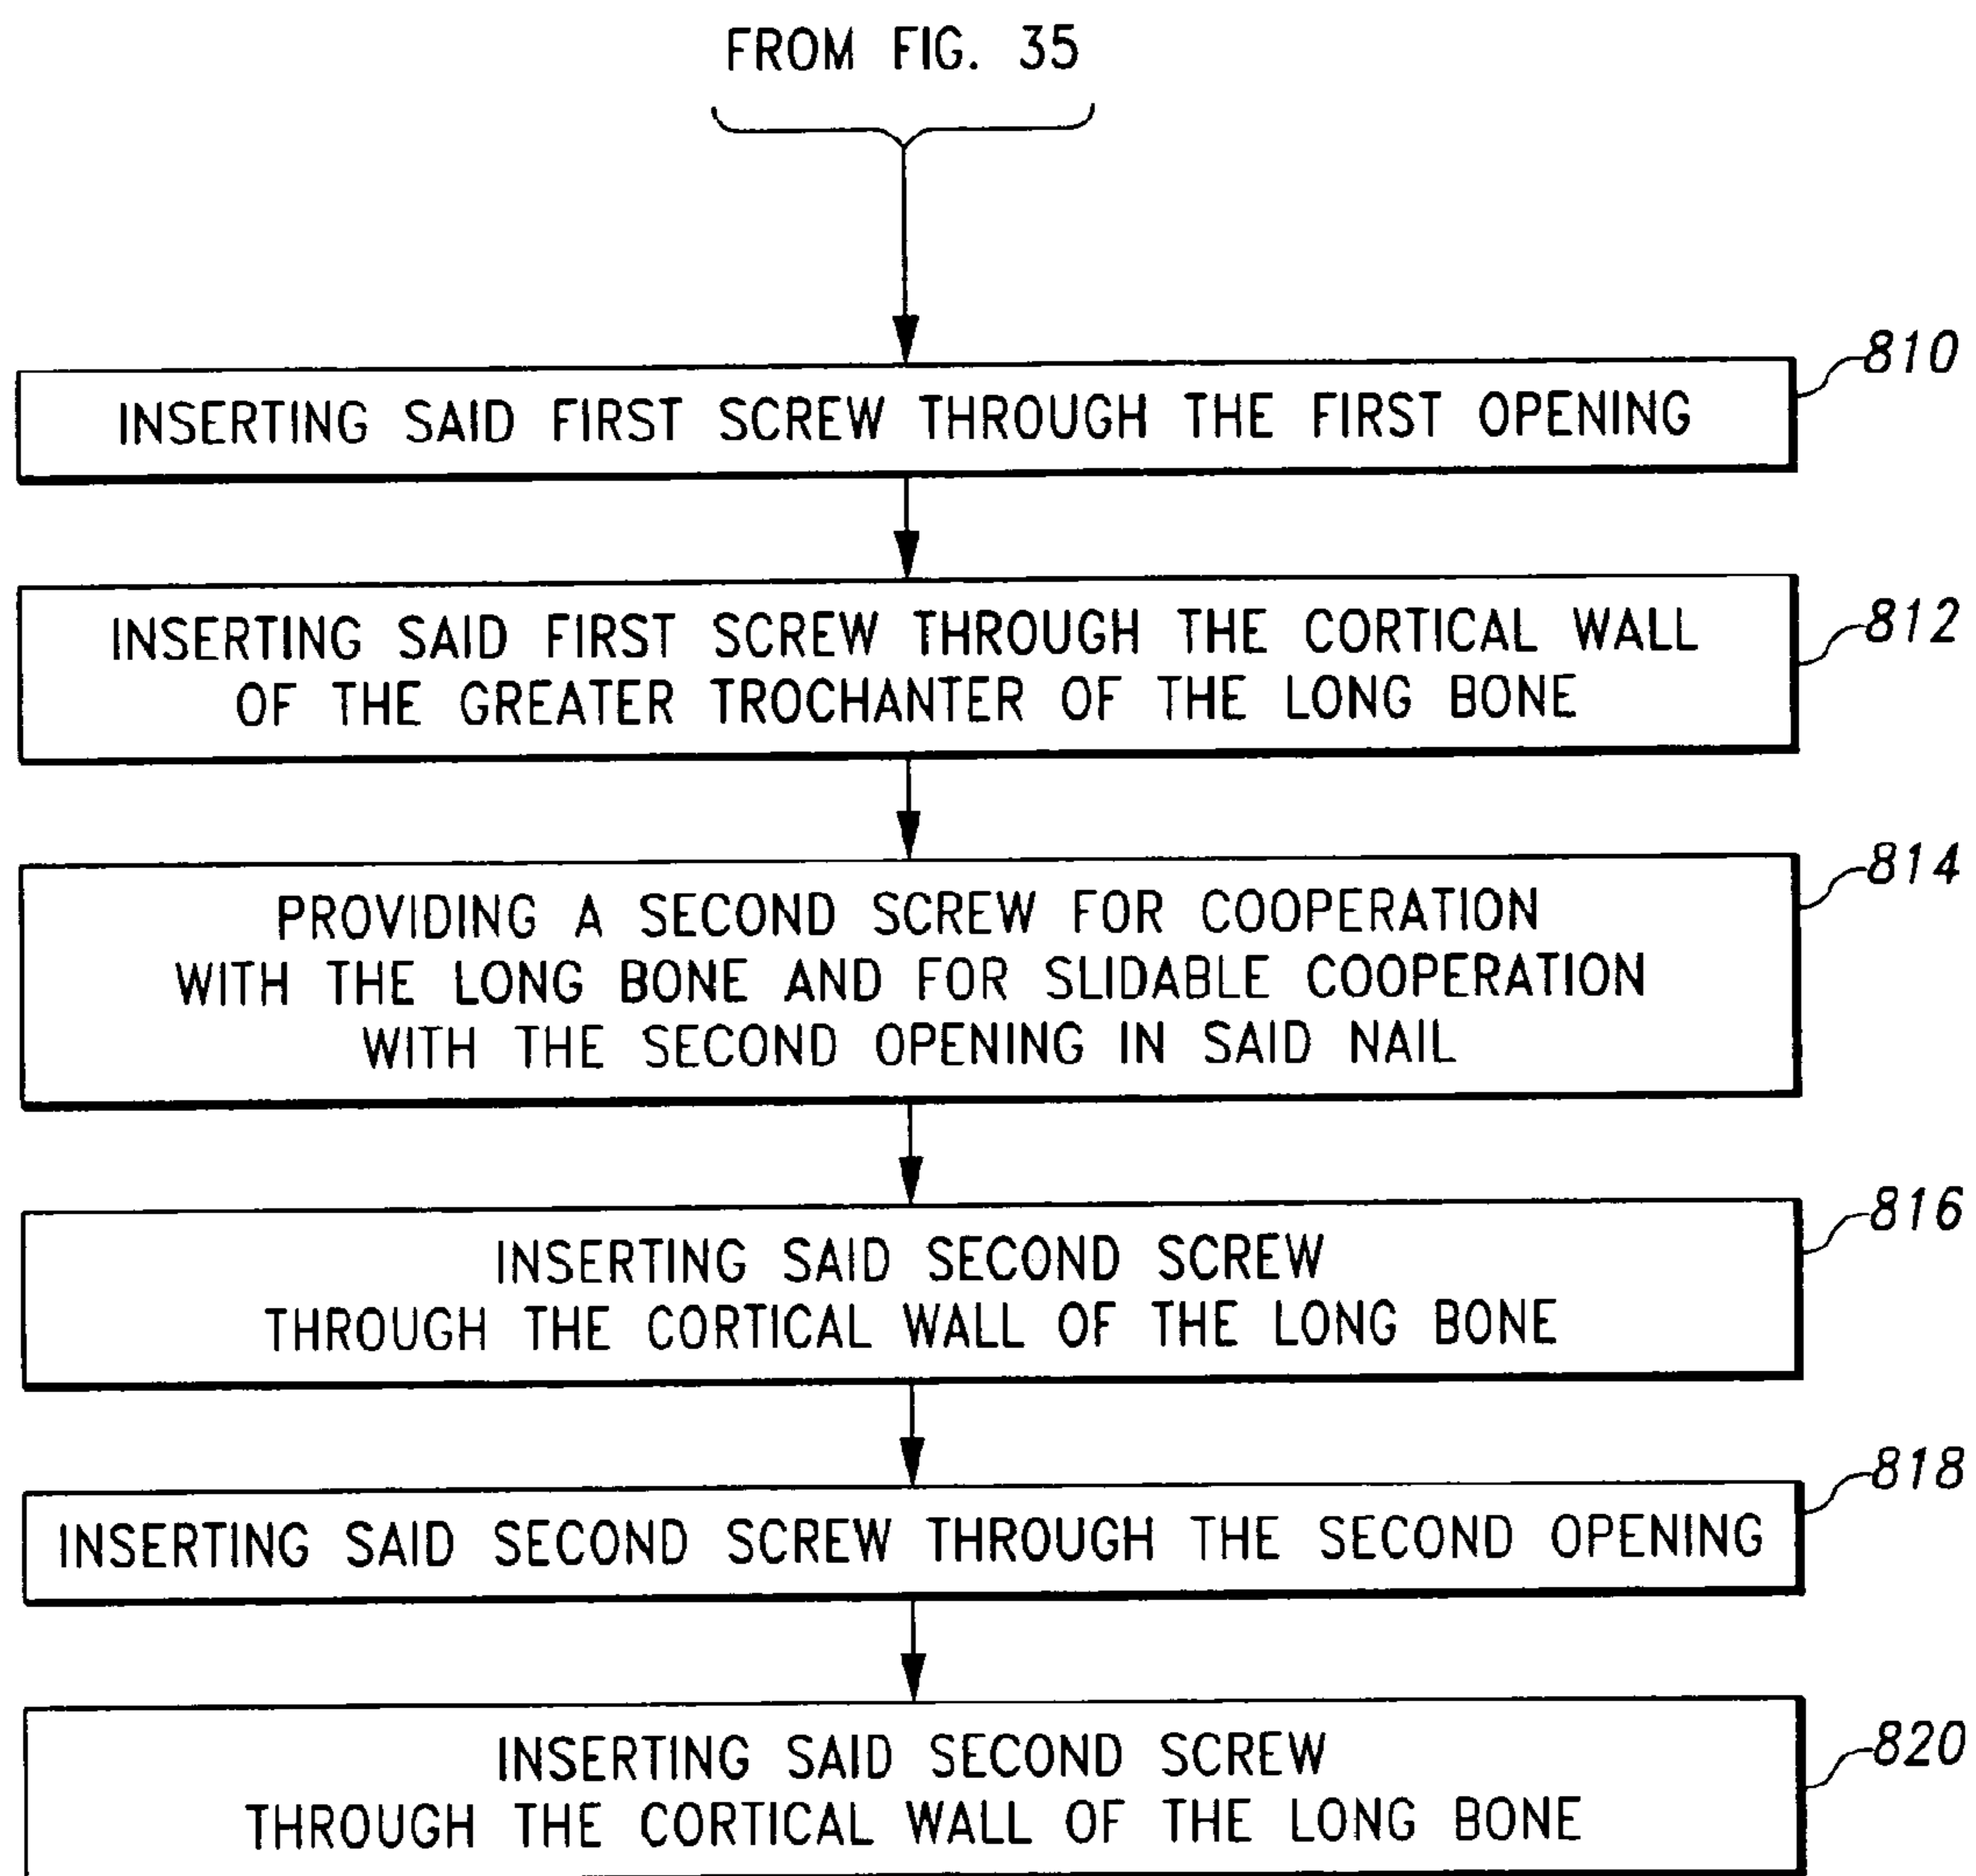 FROM FIG. 35
810
INSERTING SAID FIRST SCREW THROUGH THE FIRST OPENING
812
INSERTING SAID FIRST SCREW THROUGH THE CORTICAL WALL
OF THE GREATER TROCHANTER OF THE LONG BONE
814
PROVIDING A SECOND SCREW FOR COOPERATION
WITH THE LONG BONE AND FOR SLIDABLE COOPERATION
WITH THE SECOND OPENING IN SAID NAIL
816
INSERTING SAID SECOND SCREW
THROUGH THE CORTICAL WALL OF THE LONG BONE
818
INSERTING SAID SECOND SCREW THROUGH THE SECOND OPENING
820
INSERTING SAID SECOND SCREW
THROUGH THE CORTICAL WALL OF THE LONG BONE